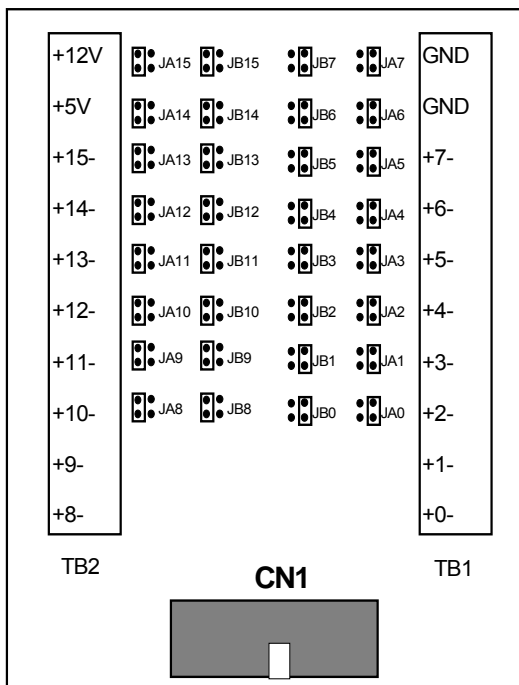 +12V JA15 JB15 JB7 JA7 GND
+5V JA14 JB14 JB6 JA6 GND
+15- JA13 JB13 JB5 JA5 +7-
+14- JA12 JB12 JB4 JA4 +6-
+13- JA11 JB11 JB3 JA3 +5-
+12- JA10 JB10 JB2 JA2 +4-
+11- JA9 JB9 JB1 JA1 +3-
+10- JA8 JB8 JB0 JA0 +2-
+9- +1-
+8- +0-
TB2 TB1
CN1